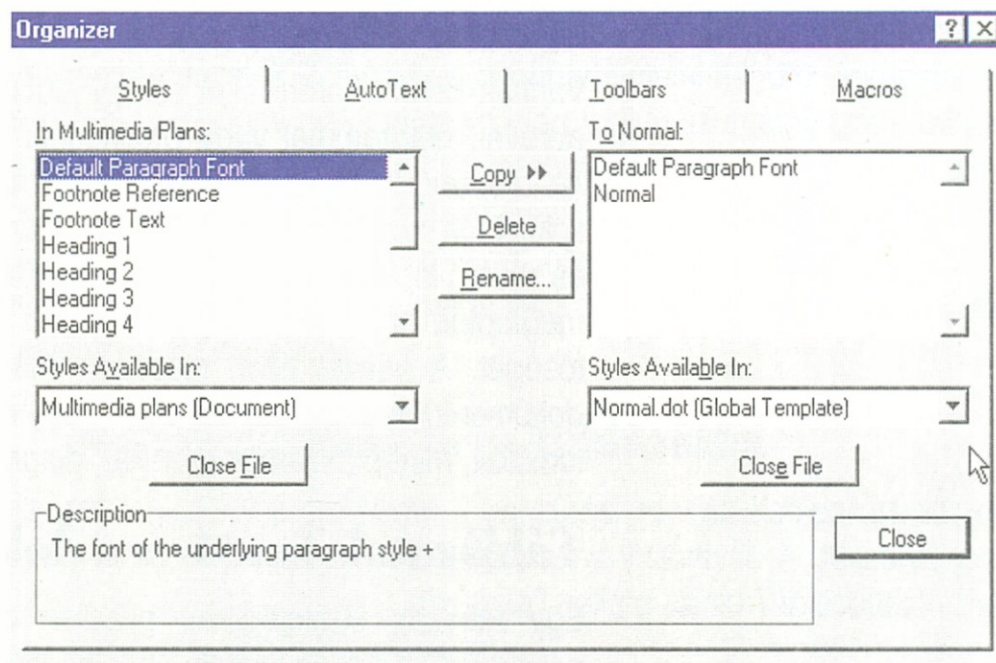 Organizer
Styles AutoText Toolbars Macros
In Multimedia Plans:
Default Paragraph Font
Footnote Reference
Footnote Text
Heading 1
Heading 2
Heading 3
Heading 4
Copy
Delete
Rename...
To Normal:
Default Paragraph Font
Normal
Styles Available In:
Multimedia plans (Document)
Close File
Styles Available In:
Normal.dot (Global Template)
Close File
Description
The font of the underlying paragraph style +
Close